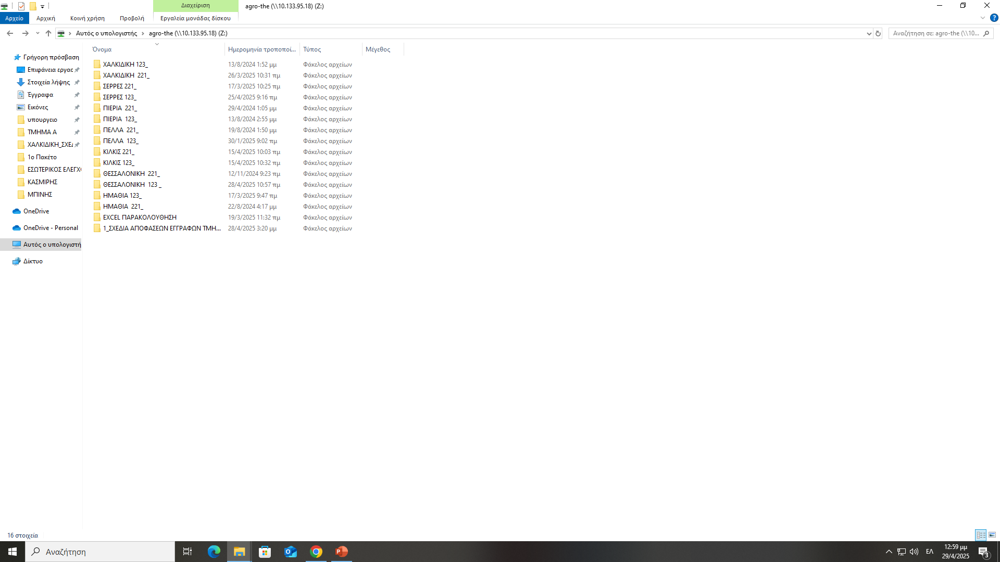 Διαχείριση
agro-the (\\10.133.95.18) (Z:)
Αρχείο Αρχική Κοινή χρήση Προβολή Εργαλεία μονάδας δίσκου
Αυτός ο υπολογιστής > agro-the (\\10.133.95.18) (Z:)
Αναζήτηση σε: agro-the (\\10...
Όνομα Ημερομηνία τροποποί... Τύπος Μέγεθος
Γρήγορη πρόσβαση
Επιφάνεια εργας
Στοιχεία λήψης
Έγγραφα
Εικόνες
υπουργειο
ΤΜΗΜΑ Α
ΧΑΛΚΙΔΙΚΗ_ΣΧΕΔ
1ο Πακέτο
ΕΣΩΤΕΡΙΚΟΣ ΕΛΕΓΧΟ
ΚΑΣΜΙΡΗΣ
ΜΠΙΝΗΣ
OneDrive
OneDrive - Personal
Αυτός ο υπολογιστή
Δίκτυο
ΧΑΛΚΙΔΙΚΗ 123_ 13/8/2024 1:52 μμ Φάκελος αρχείων
ΧΑΛΚΙΔΙΚΗ  221_ 26/3/2025 10:31 πμ Φάκελος αρχείων
ΣΕΡΡΕΣ 221_ 17/3/2025 10:25 πμ Φάκελος αρχείων
ΣΕΡΡΕΣ 123_ 25/4/2025 9:16 πμ Φάκελος αρχείων
ΠΙΕΡΙΑ  221_ 29/4/2024 1:05 μμ Φάκελος αρχείων
ΠΙΕΡΙΑ  123_ 13/8/2024 2:55 μμ Φάκελος αρχείων
ΠΕΛΛΑ  221_ 19/8/2024 1:50 μμ Φάκελος αρχείων
ΠΕΛΛΑ  123_ 30/1/2025 9:02 πμ Φάκελος αρχείων
ΚΙΛΚΙΣ 221_ 15/4/2025 10:03 πμ Φάκελος αρχείων
ΚΙΛΚΙΣ 123_ 15/4/2025 10:32 πμ Φάκελος αρχείων
ΘΕΣΣΑΛΟΝΙΚΗ  221_ 12/11/2024 9:23 πμ Φάκελος αρχείων
ΘΕΣΣΑΛΟΝΙΚΗ  123 _ 28/4/2025 10:57 πμ Φάκελος αρχείων
ΗΜΑΘΙΑ 123_ 17/3/2025 9:47 πμ Φάκελος αρχείων
ΗΜΑΘΙΑ  221_ 22/8/2024 4:17 μμ Φάκελος αρχείων
EXCEL ΠΑΡΑΚΟΛΟΥΘΗΣΗ 19/3/2025 11:32 πμ Φάκελος αρχείων
1_ΣΧΕΔΙΑ ΑΠΟΦΑΣΕΩΝ ΕΓΓΡΑΦΩΝ ΤΜΗ... 28/4/2025 3:20 μμ Φάκελος αρχείων
16 στοιχεία
Αναζήτηση
ΕΛ
12:59 μμ
29/4/2025
3